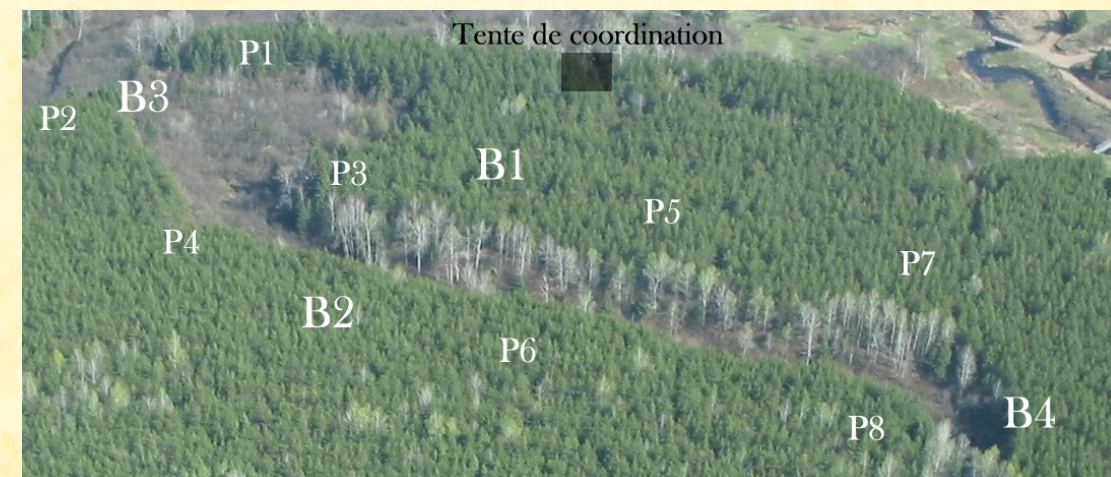 Tente de coordination
P1
B3
P2
P3
B1
P5
P4
P7
B2
P6
P8
B4